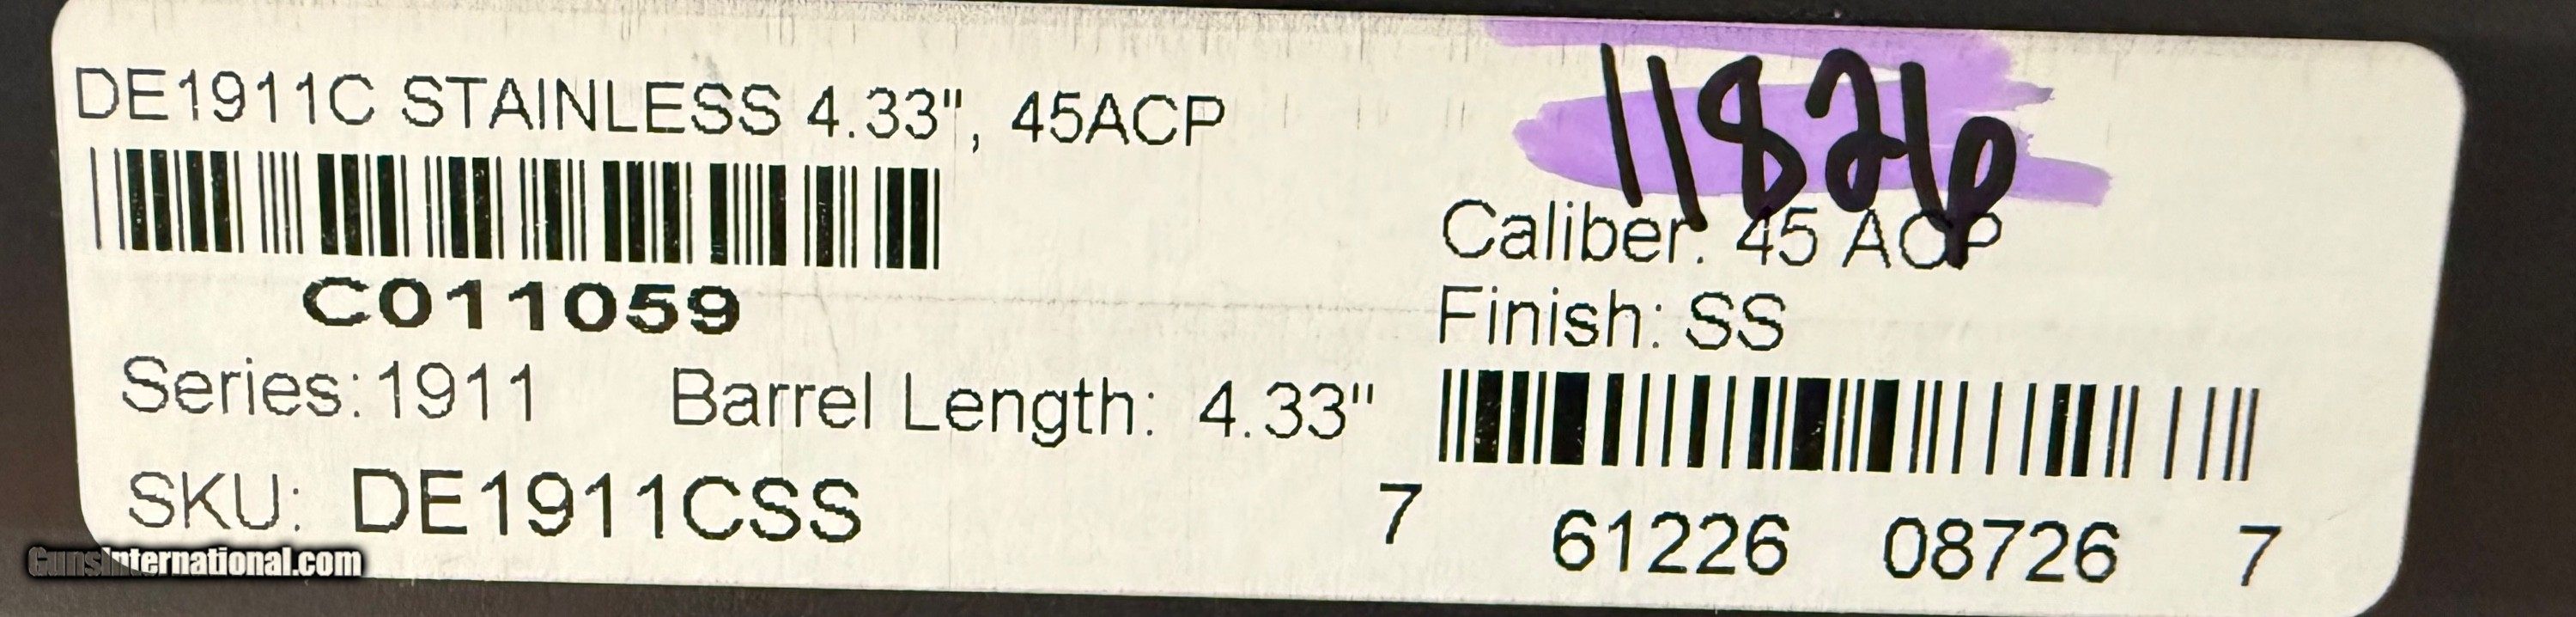 DE1911C STAINLESS 4.33", 45ACP
11826
C011059
Caliber: 45 ACP
Finish: SS
Series: 1911 Barrel Length: 4.33"
SKU: DE1911CSS
7 61226 08726 7
GunsInternational.com